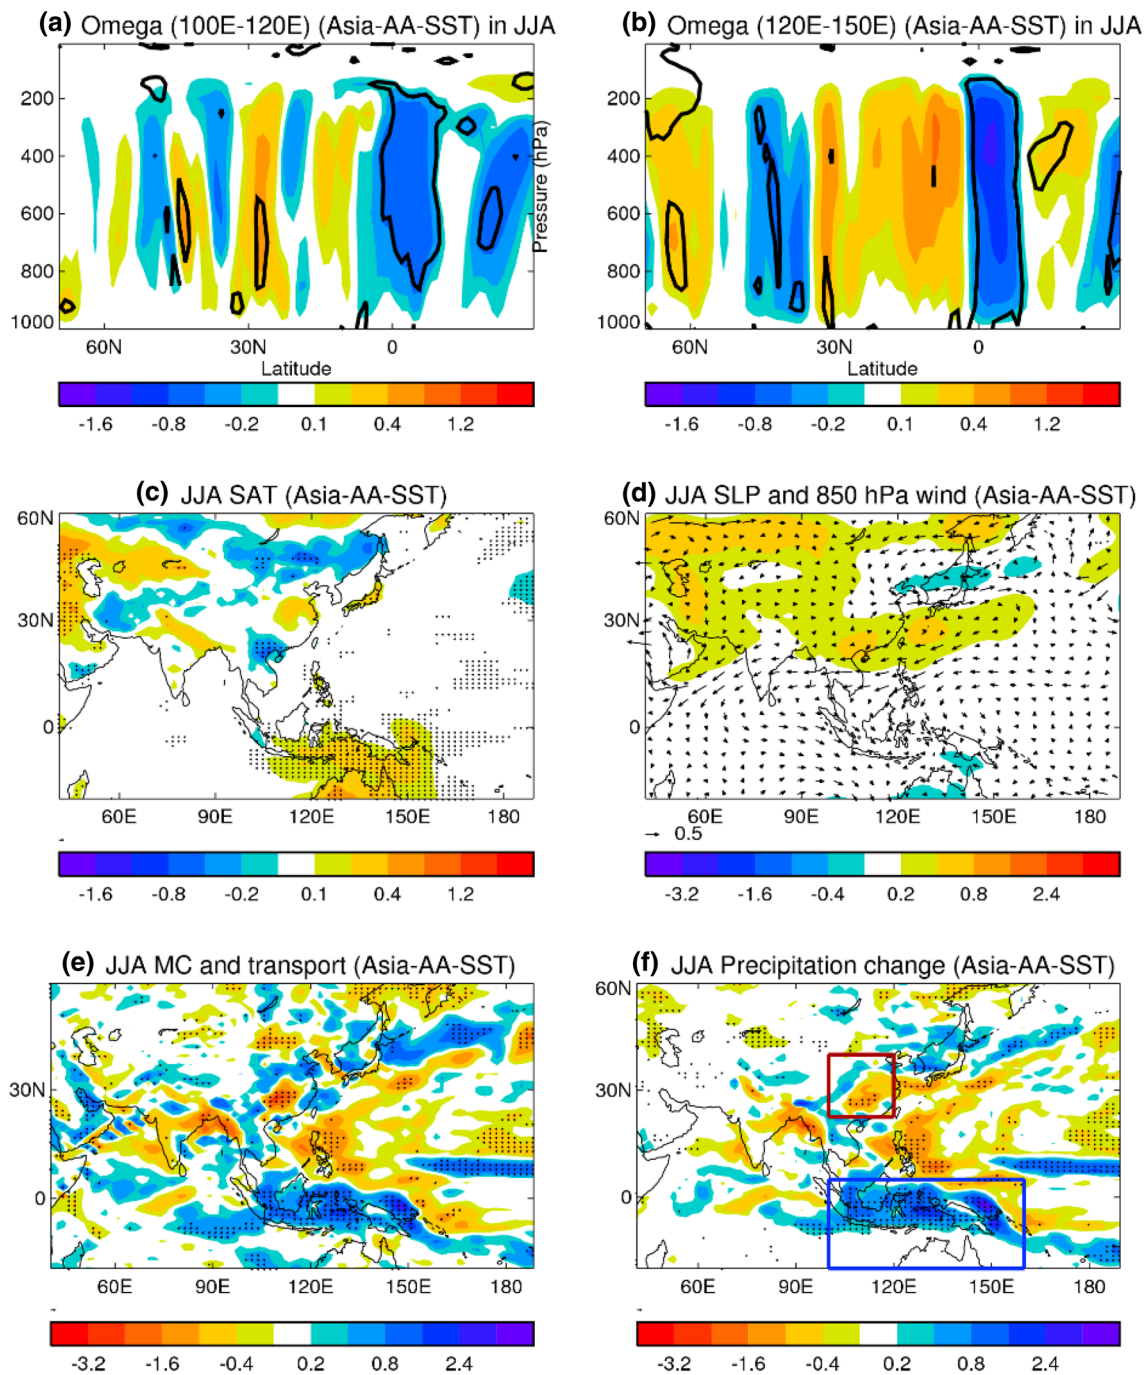 (a) Omega (100E-120E) (Asia-AA-SST) in JJA
200
400
600
800
1000
60N 30N 0
Latitude
-1.6 -0.8 -0.2 0.1 0.4 1.2
(b) Omega (120E-150E) (Asia-AA-SST) in JJA
Pressure (hPa)
200
400
600
800
1000
60N 30N 0
Latitude
-1.6 -0.8 -0.2 0.1 0.4 1.2
(c) JJA SAT (Asia-AA-SST)
60N
30N
0
60E 90E 120E 150E 180
-1.6 -0.8 -0.2 0.1 0.4 1.2
(d) JJA SLP and 850 hPa wind (Asia-AA-SST)
60N
30N
0
60E 90E 120E 150E 180
0.5
-3.2 -1.6 -0.4 0.2 0.8 2.4
(e) JJA MC and transport (Asia-AA-SST)
30N
0
60E 90E 120E 150E 180
-3.2 -1.6 -0.4 0.2 0.8 2.4
(f) JJA Precipitation change (Asia-AA-SST)
60N
30N
0
60E 90E 120E 150E 180
-3.2 -1.6 -0.4 0.2 0.8 2.4